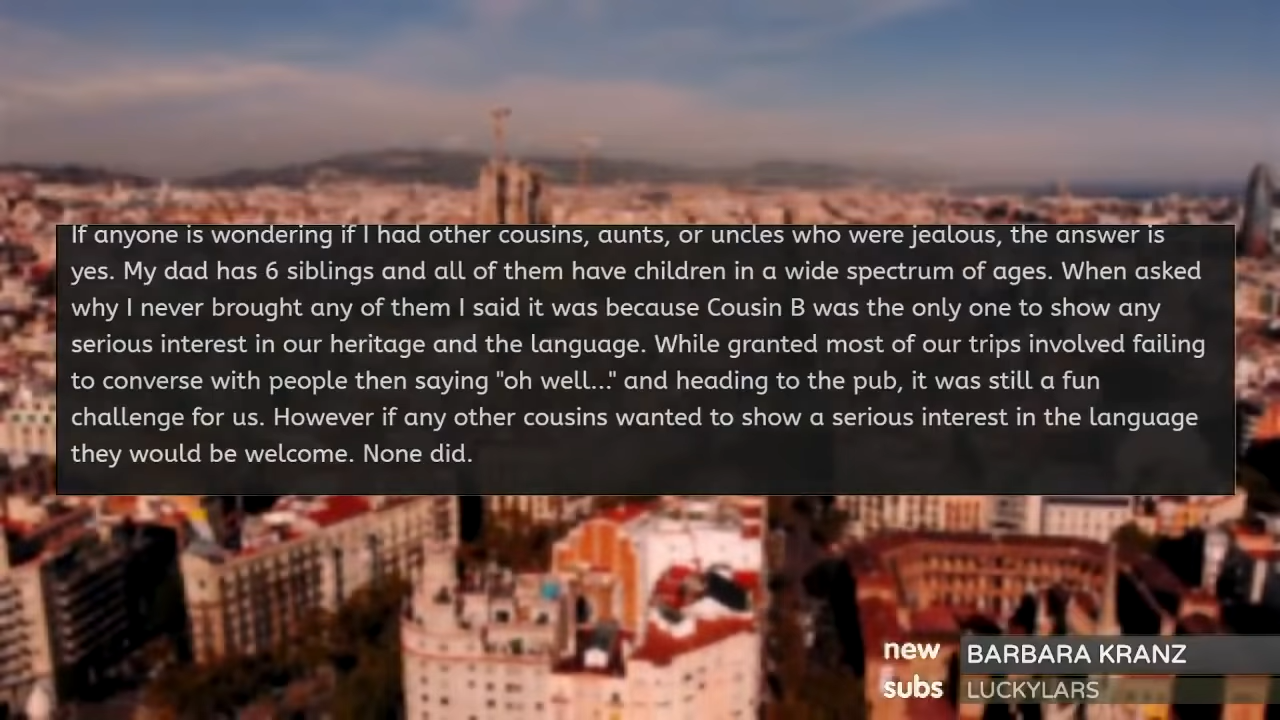 If anyone is wondering if I had other cousins, aunts, or uncles who were jealous, the answer is
yes. My dad has 6 siblings and all of them have children in a wide spectrum of ages. When asked
why I never brought any of them I said it was because Cousin B was the only one to show any
serious interest in our heritage and the language. While granted most of our trips involved failing
to converse with people then saying "oh well..." and heading to the pub, it was still a fun
challenge for us. However if any other cousins wanted to show a serious interest in the language
they would be welcome. None did.
new BARBARA KRANZ
subs LUCKYLARS